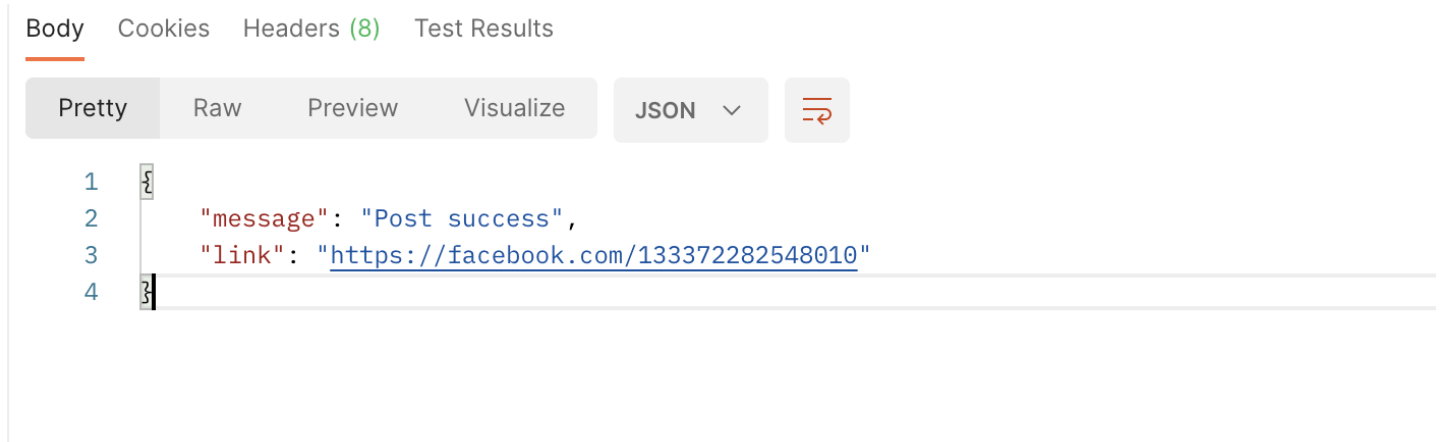 Body Cookies Headers (8) Test Results
Pretty Raw Preview Visualize JSON
1 {
2 "message": "Post success",
3 "link": "https://facebook.com/133372282548010"
4 }